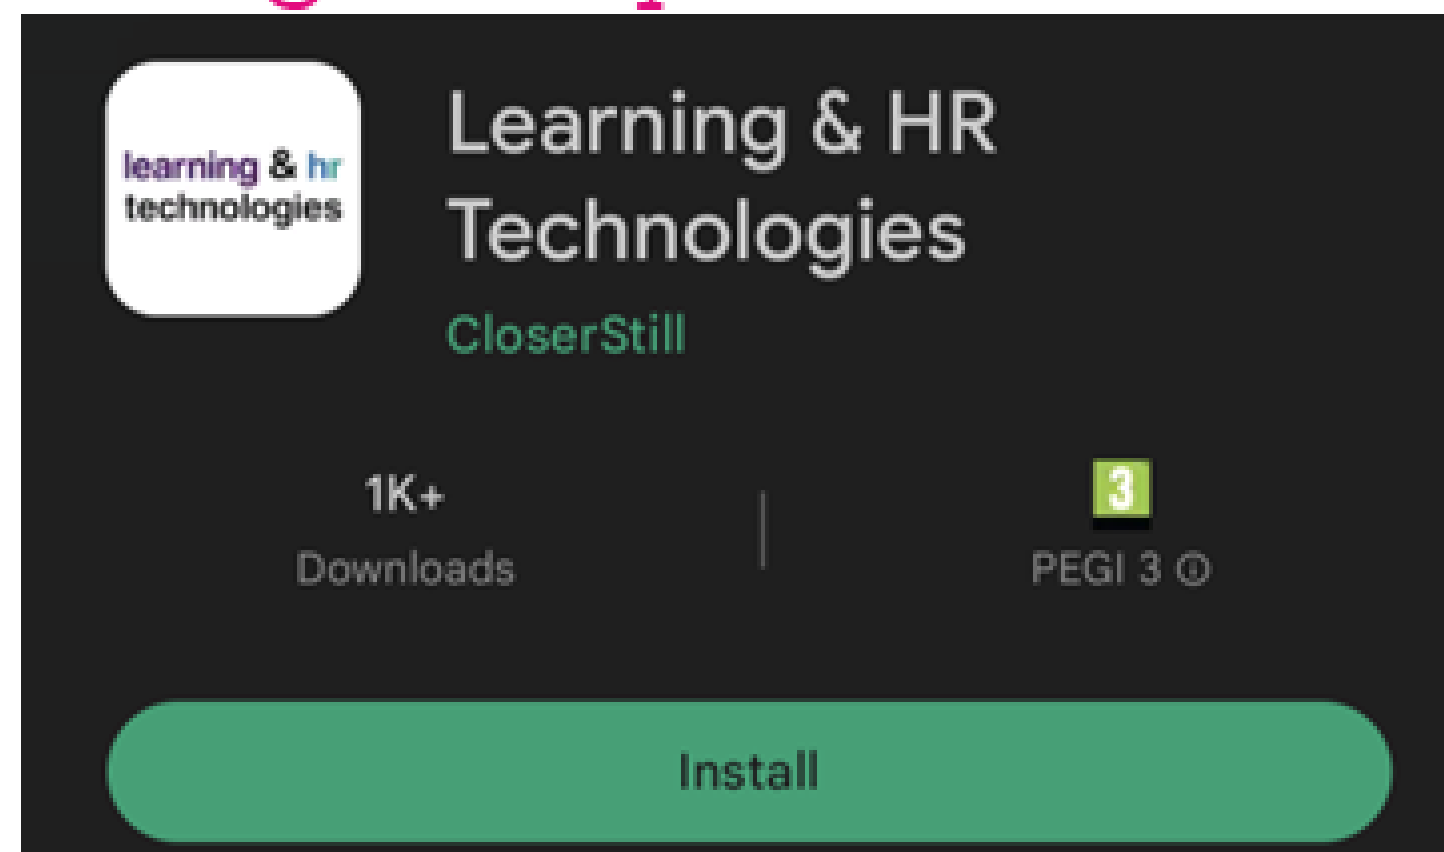 learning & hr
technologies
Learning & HR
Technologies
CloserStill
1K+
Downloads
3
PEGI 3
Install